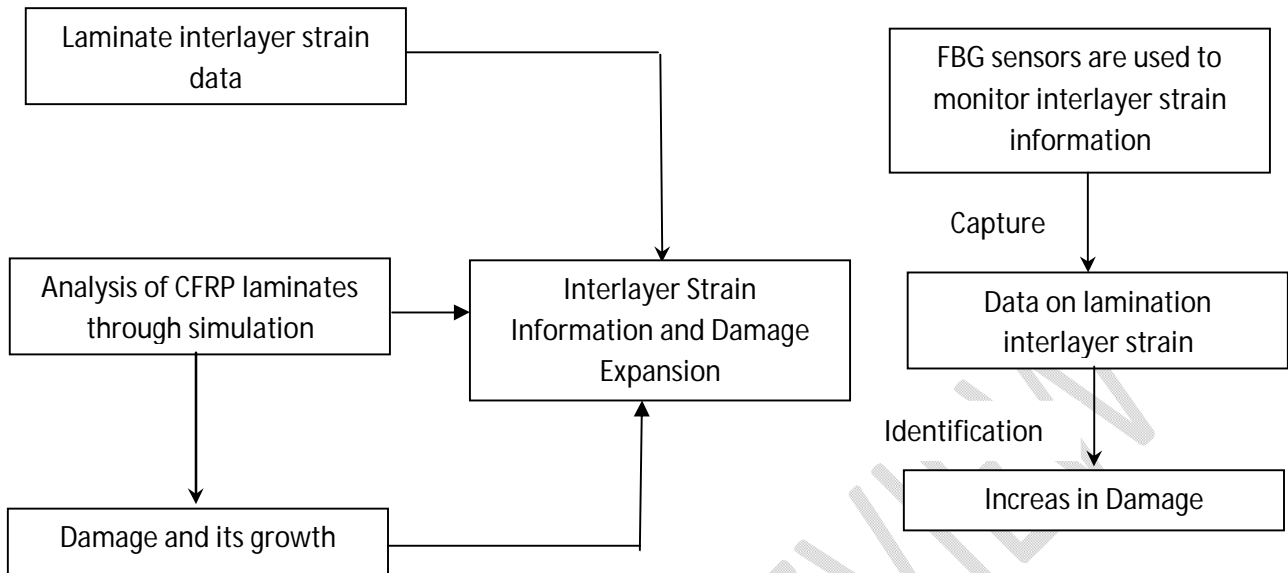 Laminate interlayer strain
data
Analysis of CFRP laminates
through simulation
Damage and its growth
Interlayer Strain
Information and Damage
Expansion
FBG sensors are used to
monitor interlayer strain
information
Capture
Data on lamination
interlayer strain
Identification
Increas in Damage